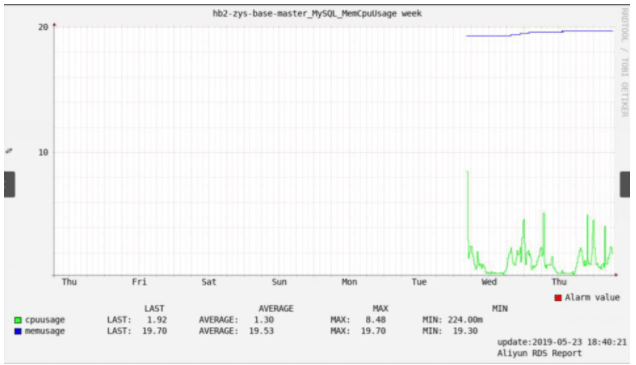 hb2-zys-base-master_MySQL_MemCpuUsage week
RRDTOOL / TOBI OETIKER
20
%
10
Thu Fri Sat Sun Mon Tue Wed Thu
Alarm value
LAST AVERAGE MAX MIN
cpuusage LAST: 1.92 AVERAGE: 1.30 MAX: 8.48 MIN: 224.00m
memusage LAST: 19.70 AVERAGE: 19.53 MAX: 19.70 MIN: 19.30
update:2019-05-23 18:40:21
Aliyun RDS Report